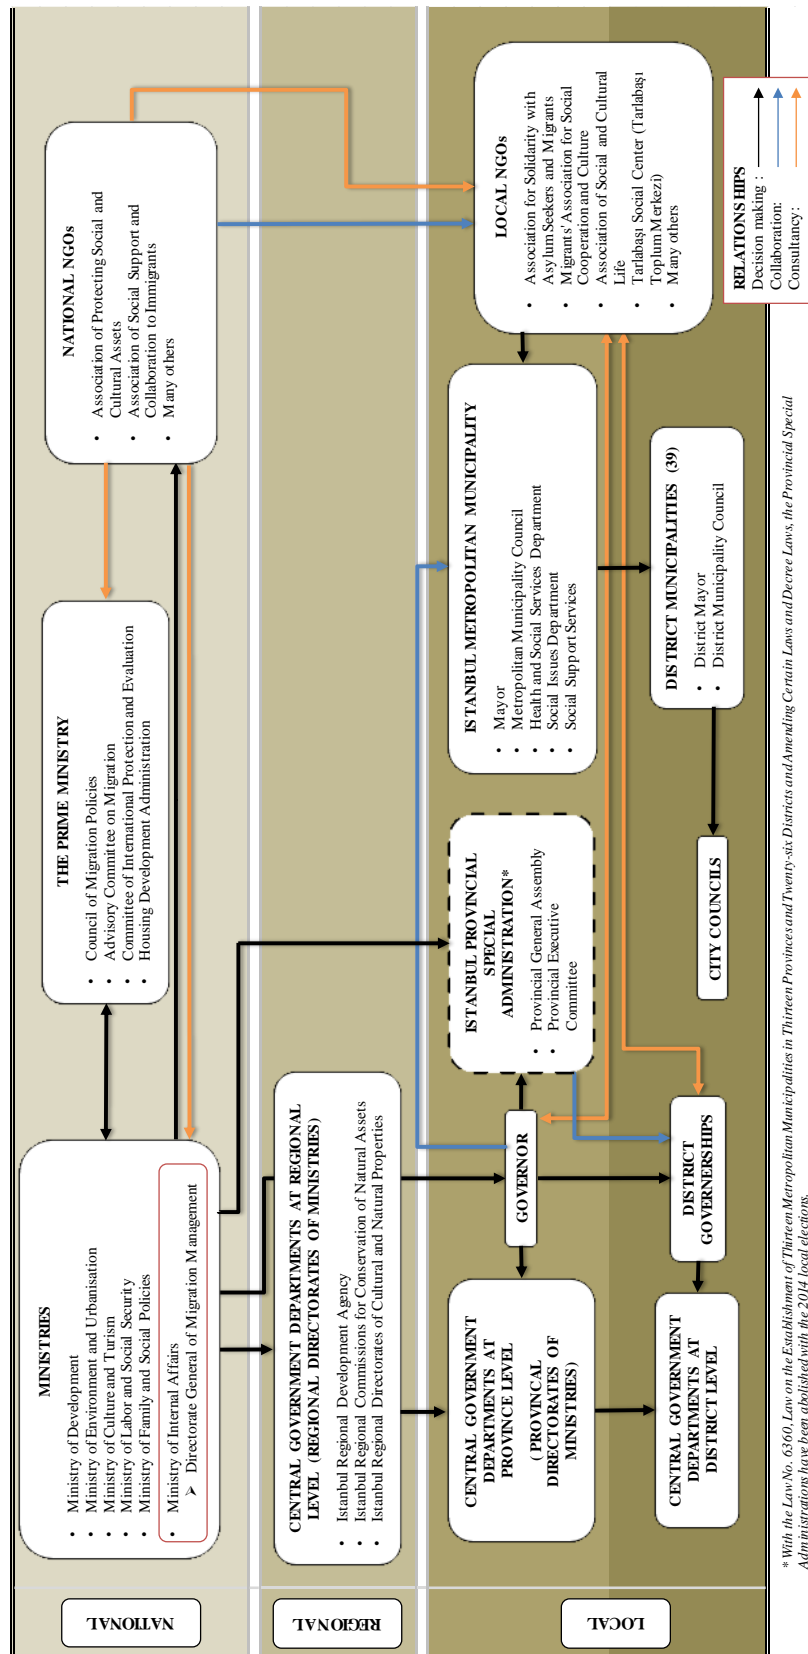 NATIONAL
MINISTRIES
• Ministry of Development
• Ministry of Environment and Urbanisation
• Ministry of Culture and Turism
• Ministry of Labor and Social Security
• Ministry of Family and Social Policies
• Ministry of Internal Affairs
➢ Directorate General of Migration Management
THE PRIME MINISTRY
• Council of Migration Policies
• Advisory Committee on Migration
• Committee of International Protection and Evaluation
• Housing Development Administration
NATIONAL NGOs
• Association of Protecting Social and
Cultural Assets
• Association of Social Support and
Collaboration to Immigrants
• Many others
REGIONAL
CENTRAL GOVERNMENT DEPARTMENTS AT REGIONAL
LEVEL (REGIONAL DIRECTORATES OF MINISTRIES)
• Istanbul Regional Development Agency
• Istanbul Regional Commissions for Conservation of Natural Assets
• Istanbul Regional Directorates of Cultural and Natural Properties
LOCAL
CENTRAL GOVERNMENT
DEPARTMENTS AT
PROVINCE LEVEL
(PROVINCAL
DIRECTORATES OF
MINISTRIES)
GOVERNOR
ISTANBUL PROVINCIAL
SPECIAL
ADMINISTRATION*
• Provincial General Assembly
• Provincial Executive
Committee
ISTANBUL METROPOLITAN MUNICIPALITY
• Mayor
• Metropolitan Municipality Council
• Health and Social Services Department
• Social Issues Department
• Social Support Services
LOCAL NGOs
• Association for Solidarity with
Asylum Seekers and Migrants
• Migrants' Association for Social
Cooperation and Culture
• Association of Social and Cultural
Life
• Tarlabaşı Social Center (Tarlabaşı
Toplum Merkezi)
• Many others
CENTRAL GOVERNMENT
DEPARTMENTS AT
DISTRICT LEVEL
DISTRICT
GOVERNERSHIPS
CITY COUNCILS
DISTRICT MUNICIPALITIES (39)
• District Mayor
• District Municipality Council
RELATIONSHIPS
Decision making :
Collaboration:
Consultancy:
* With the Law No. 6360, Law on the Establishment of Thirteen Metropolitan Municipalities in Thirteen Provinces and Twenty-six Districts and Amending Certain Laws and Decree Laws, the Provincial Special
Administrations have been abolished with the 2014 local elections.